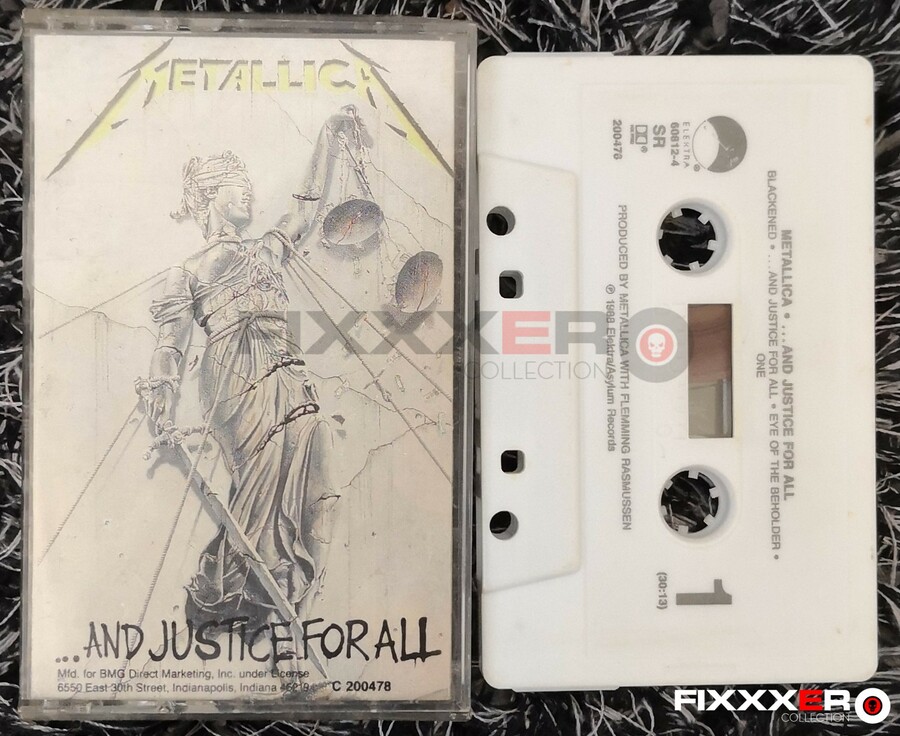 METALLICA
...AND JUSTICE FOR ALL
Mfd. for BMG Direct Marketing, Inc. under License
6550 East 30th Street, Indianapolis, Indiana 46219 C 200478
ELEKTRA
60812-4
SR
200478
METALLICA • ...AND JUSTICE FOR ALL
BLACKENED • ...AND JUSTICE FOR ALL • EYE OF THE BEHOLDER •
ONE
PRODUCED BY METALLICA WITH FLEMMING RASMUSSEN
℗ 1988 Elektra/Asylum Records
1
(30:13)
FIXXXERO
COLLECTION
FIXXXERO
COLLECTION